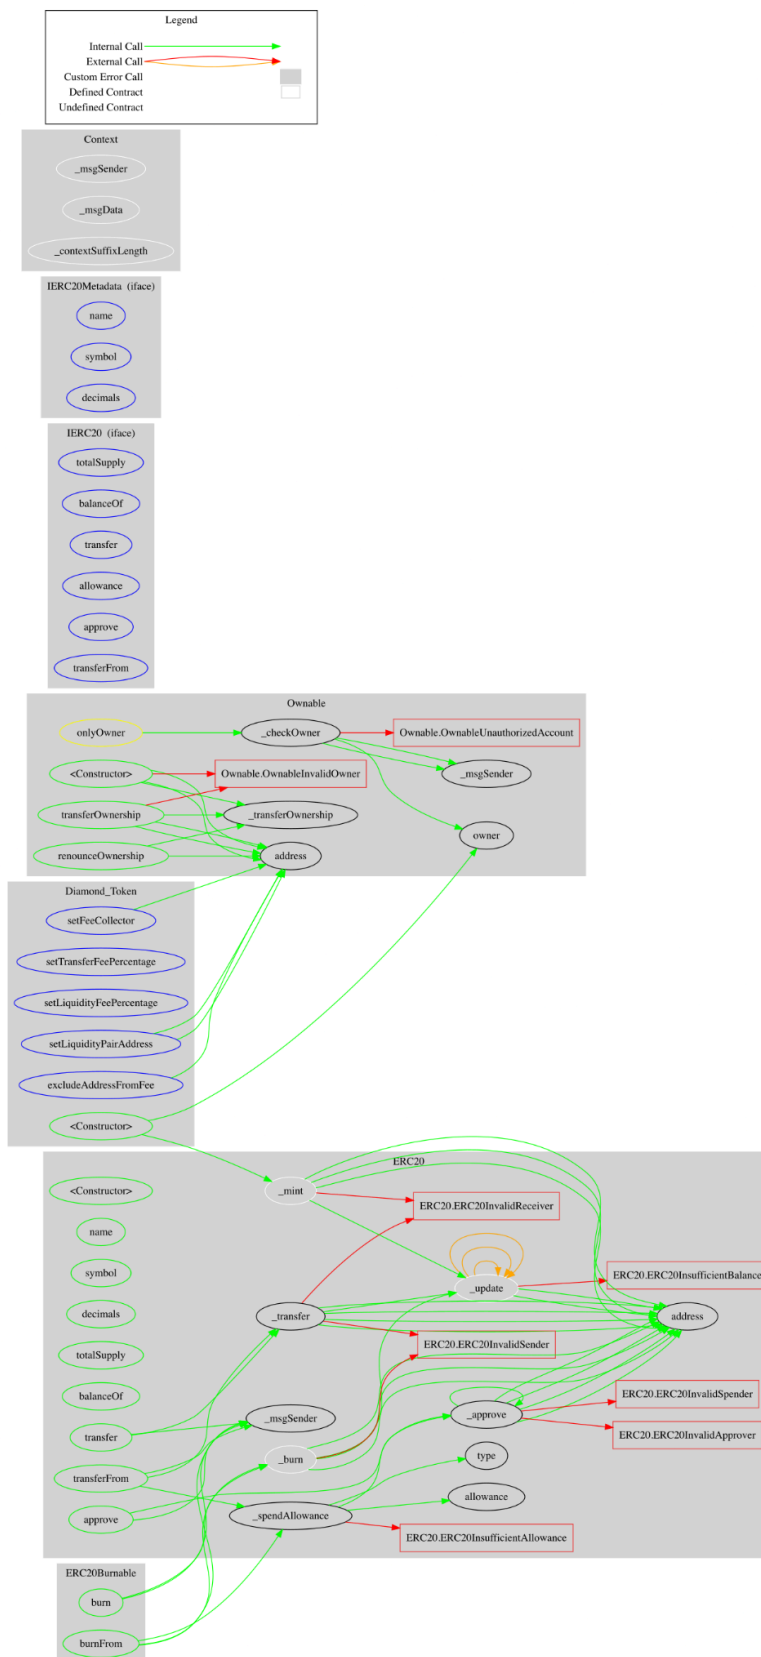 Legend
Internal Call
External Call
Custom Error Call
Defined Contract
Undefined Contract
Context
_msgSender
_msgData
_contextSuffixLength
IERC20Metadata (iface)
name
symbol
decimals
IERC20 (iface)
totalSupply
balanceOf
transfer
allowance
approve
transferFrom
Ownable
onlyOwner
_checkOwner
Ownable.OwnableUnauthorizedAccount
<Constructor>
Ownable.OwnableInvalidOwner
_msgSender
transferOwnership
_transferOwnership
owner
renounceOwnership
address
Diamond_Token
setFeeCollector
setTransferFeePercentage
setLiquidityFeePercentage
setLiquidityPairAddress
excludeAddressFromFee
<Constructor>
ERC20
<Constructor>
_mint
ERC20.ERC20InvalidReceiver
name
symbol
_update
ERC20.ERC20InsufficientBalance
decimals
_transfer
address
totalSupply
ERC20.ERC20InvalidSender
balanceOf
ERC20.ERC20InvalidSpender
transfer
_msgSender
_approve
ERC20.ERC20InvalidApprover
transferFrom
_burn
type
approve
_spendAllowance
allowance
ERC20.ERC20InsufficientAllowance
ERC20Burnable
burn
burnFrom